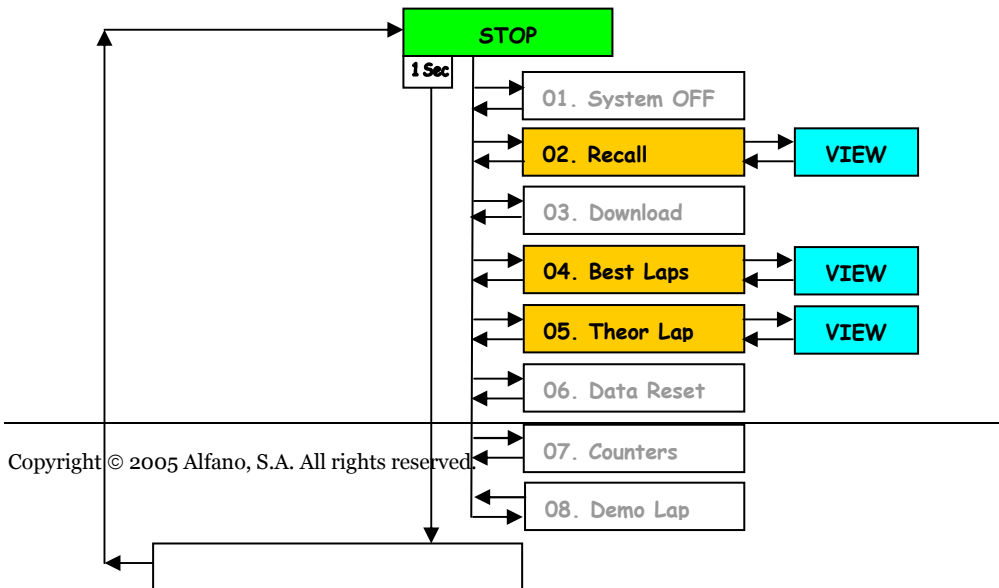 STOP
1 Sec
01. System OFF
02. Recall
VIEW
03. Download
04. Best Laps
VIEW
05. Theor Lap
VIEW
06. Data Reset
07. Counters
Copyright © 2005 Alfano, S.A. All rights reserved.
08. Demo Lap